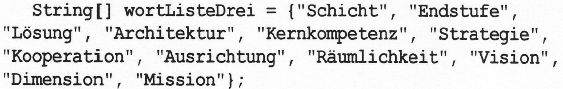 String[] wortListeDrei = {"Schicht", "Endstufe",
"Lösung", "Architektur", "Kernkompetenz", "Strategie",
"Kooperation", "Ausrichtung", "Räumlichkeit", "Vision",
"Dimension", "Mission"};